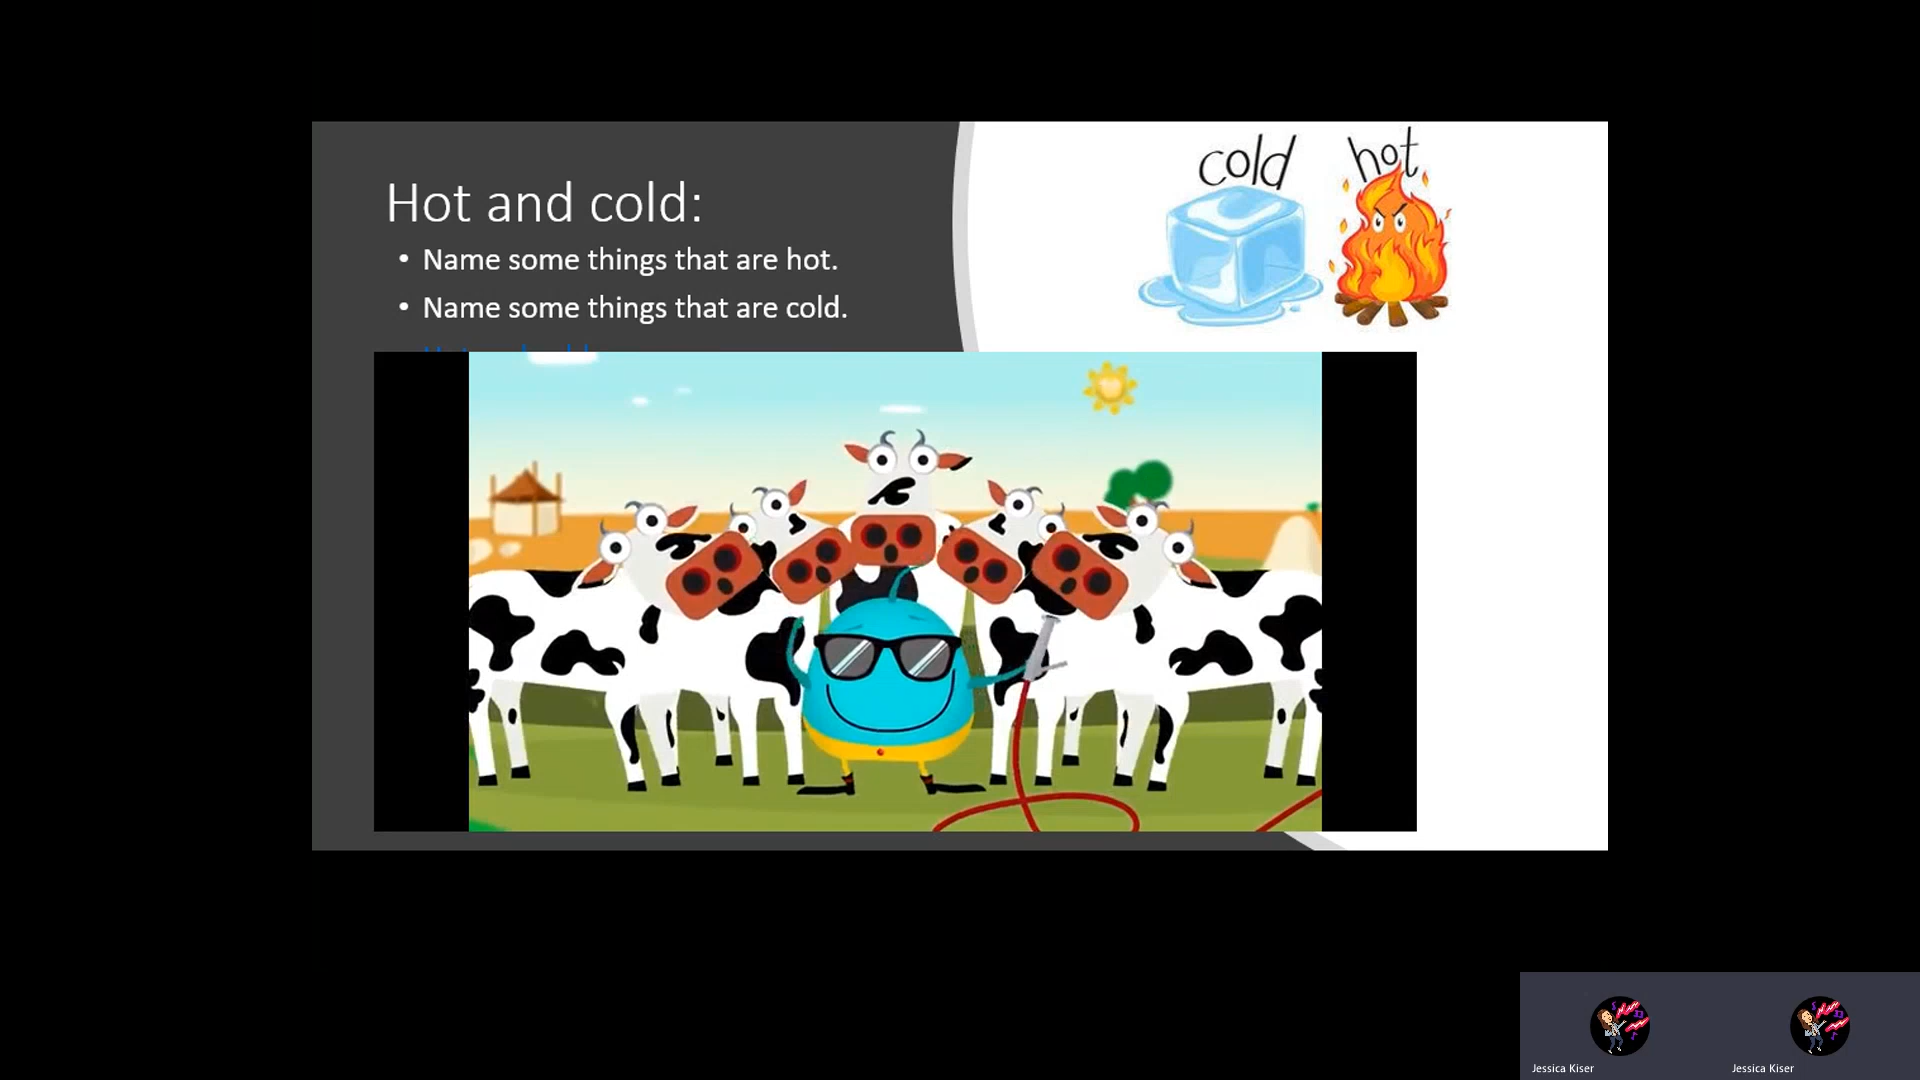 cold hot
Hot and cold:
• Name some things that are hot.
• Name some things that are cold.
Jessica Kiser
Jessica Kiser